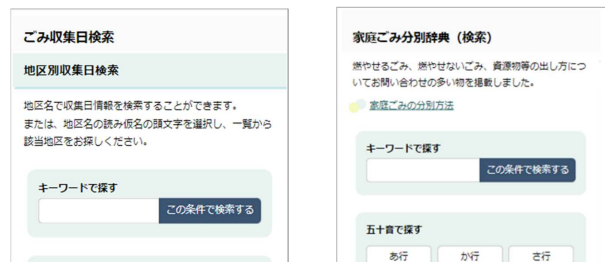 ごみ収集日検索
地区別収集日検索
地区名で収集日情報を検索することができます。
または、地区名の読み仮名の頭文字を選択し、一覧から
該当地区をお探しください。
キーワードで探す
この条件で検索する
家庭ごみ分別辞典（検索）
燃やせるごみ、燃やせないごみ、資源物等の出し方につ
いてお問い合わせの多い物を掲載しました。
家庭ごみの分別方法
キーワードで探す
この条件で検索する
五十音で探す
あ行 か行 さ行